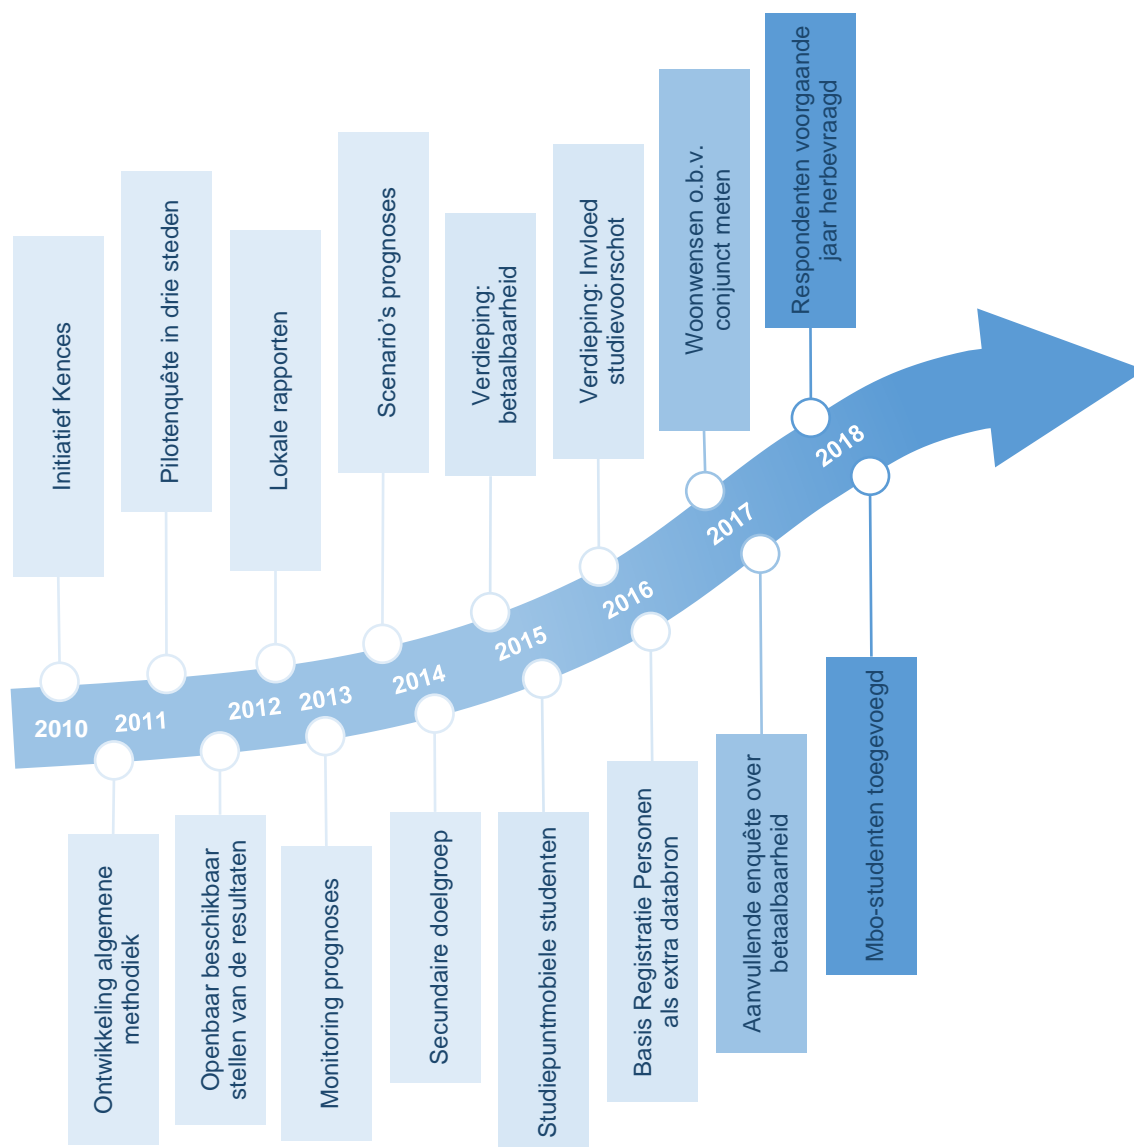 Initiatief Kences
Pilotenquête in drie steden
Lokale rapporten
Scenario's prognoses
Verdieping:
betaalbaarheid
Verdieping: Invloed
studievoorschot
Woonwensen o.b.v.
conjunct meten
Respondenten voorgaande
jaar herbevraagd
2010
2011
2012
2013
2014
2015
2016
2017
2018
Ontwikkeling algemene
methodiek
Openbaar beschikbaar
stellen van de resultaten
Monitoring prognoses
Secundaire doelgroep
Studiepuntmobiele studenten
Basis Registratie Personen
als extra databron
Aanvullende enquête over
betaalbaarheid
Mbo-studenten toegevoegd